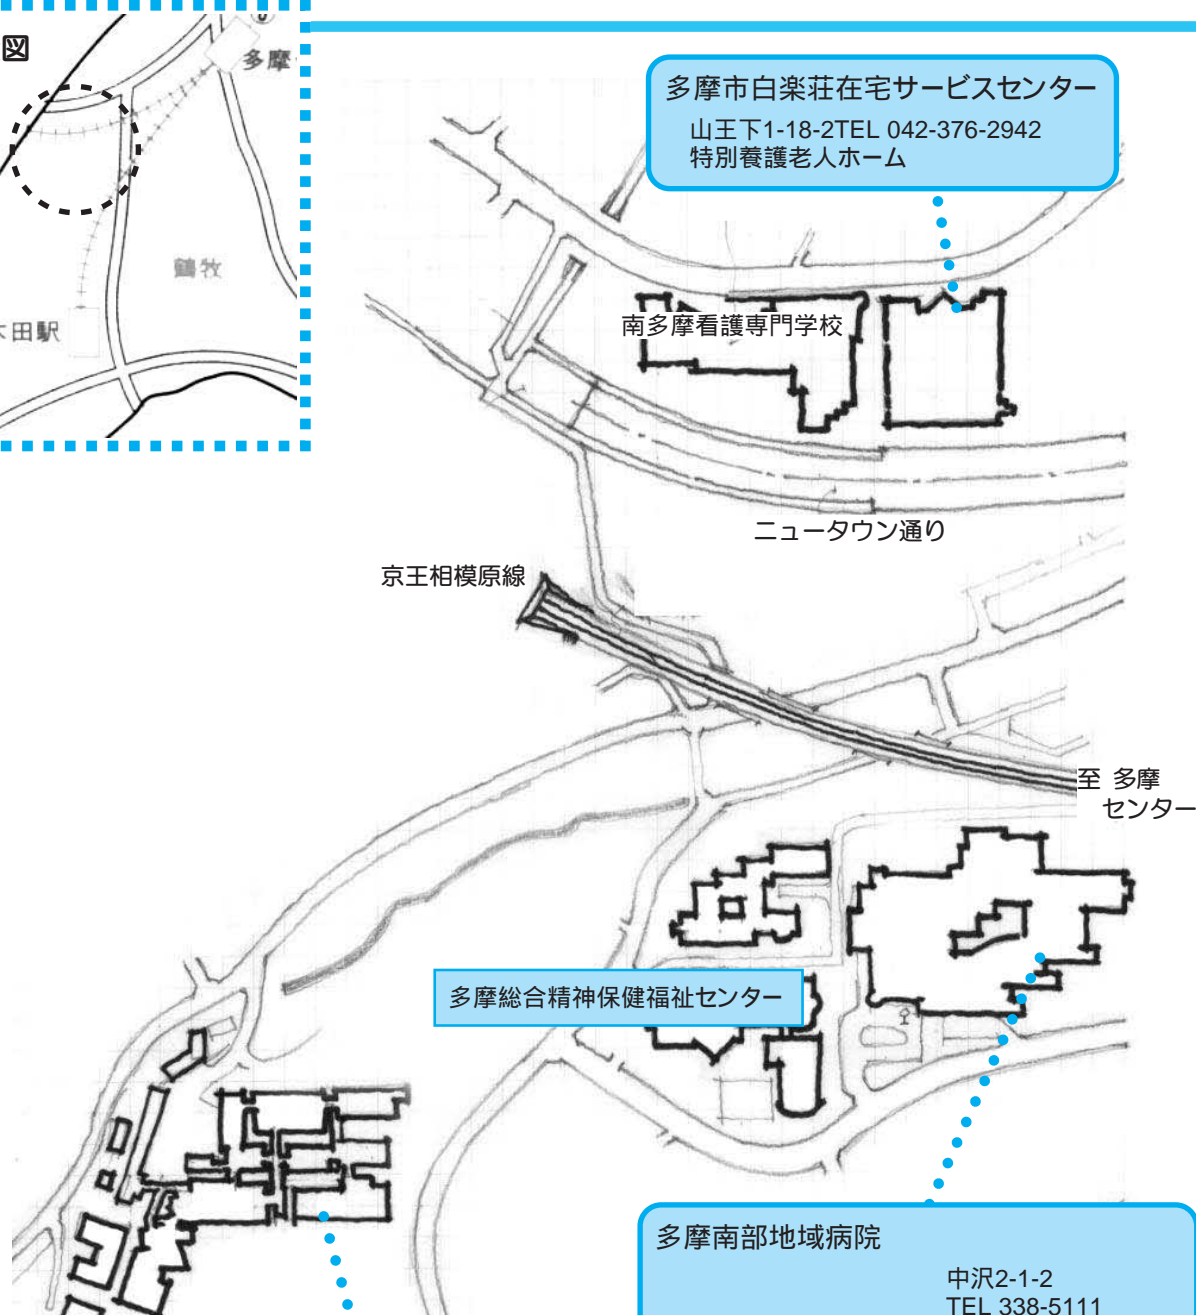 図
多摩
鶴牧
木田駅
多摩市白楽荘在宅サービスセンター
山王下1-18-2TEL 042-376-2942
特別養護老人ホーム
南多摩看護専門学校
ニュータウン通り
京王相模原線
至 多摩
センター
多摩総合精神保健福祉センター
多摩南部地域病院
中沢2-1-2
TEL 338-5111